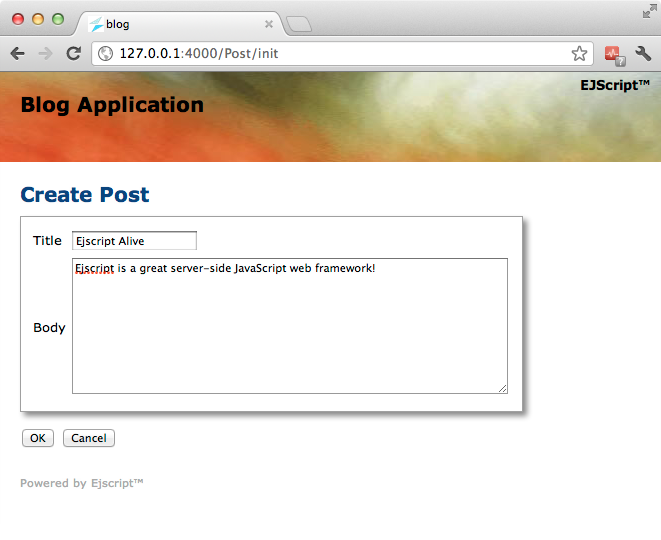 blog
127.0.0.1:4000/Post/init
EJScript™
Blog Application
Create Post
Title Ejscript Alive
Ejscript is a great server-side JavaScript web framework!
Body
OK Cancel
Powered by Ejscript™